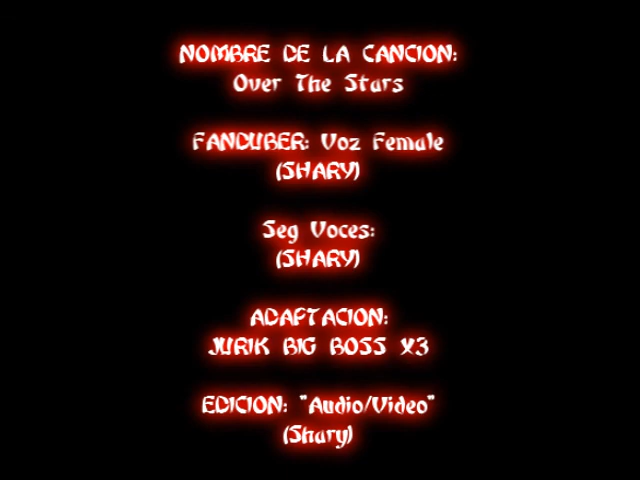 NOMBRE DE LA CANCION:
Over The Stars
FANDUBER: Voz Female
(SHARY)
Seg Voces:
(SHARY)
ADAPTACION:
JURIK BIG BOSS X3
EDICION: "Audio/Video"
(Shary)